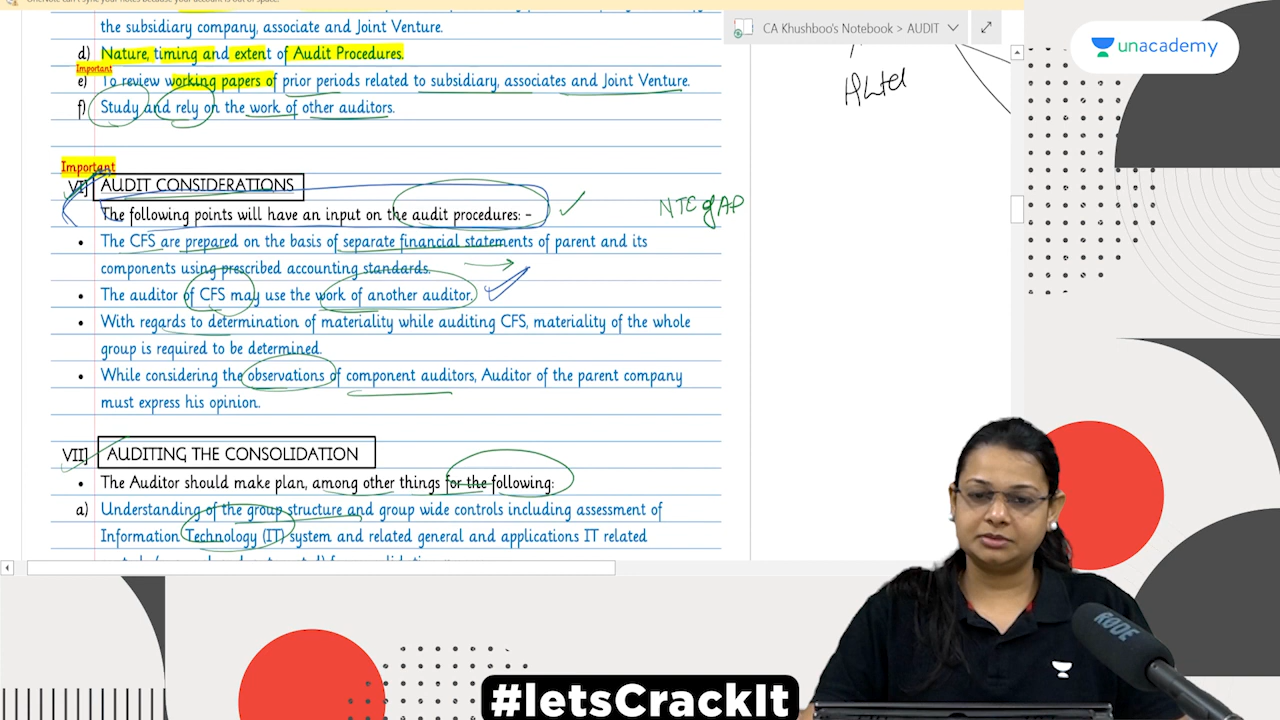 the subsidiary company, associate and Joint Venture.
CA Khushboo's Notebook > AUDIT
unacademy
d) Nature, timing and extent of Audit Procedures.
Important
e) To review working papers of prior periods related to subsidiary, associates and Joint Venture.
f) Study and rely on the work of other auditors.
Important
VI] AUDIT CONSIDERATIONS
The following points will have an input on the audit procedures: -
NTE of AP
• The CFS are prepared on the basis of separate financial statements of parent and its
components using prescribed accounting standards.
• The auditor of CFS may use the work of another auditor.
• With regards to determination of materiality while auditing CFS, materiality of the whole
group is required to be determined.
• While considering the observations of component auditors, Auditor of the parent company
must express his opinion.
VII] AUDITING THE CONSOLIDATION
• The Auditor should make plan, among other things for the following:
a) Understanding of the group structure and group wide controls including assessment of
Information Technology (IT) system and related general and applications IT related
RODE
#letsCrackIt